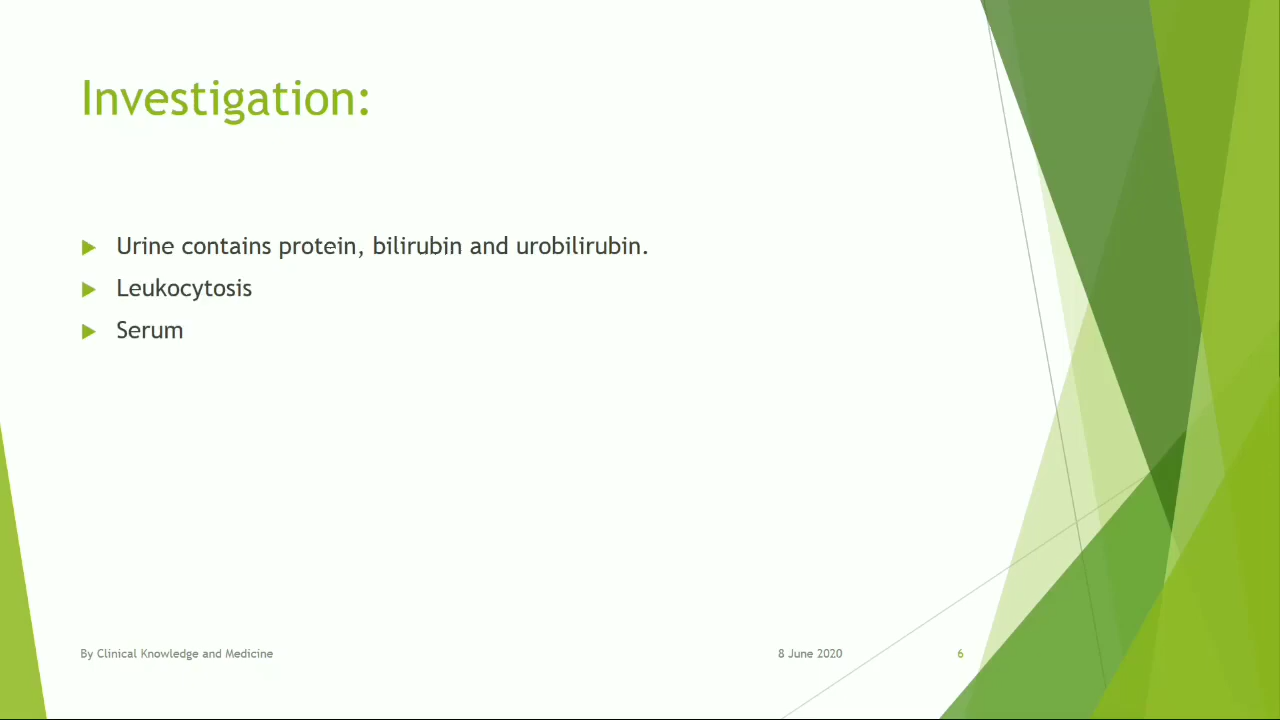 Investigation:
Urine contains protein, bilirubin and urobilirubin.
Leukocytosis
Serum
By Clinical Knowledge and Medicine
8 June 2020
6